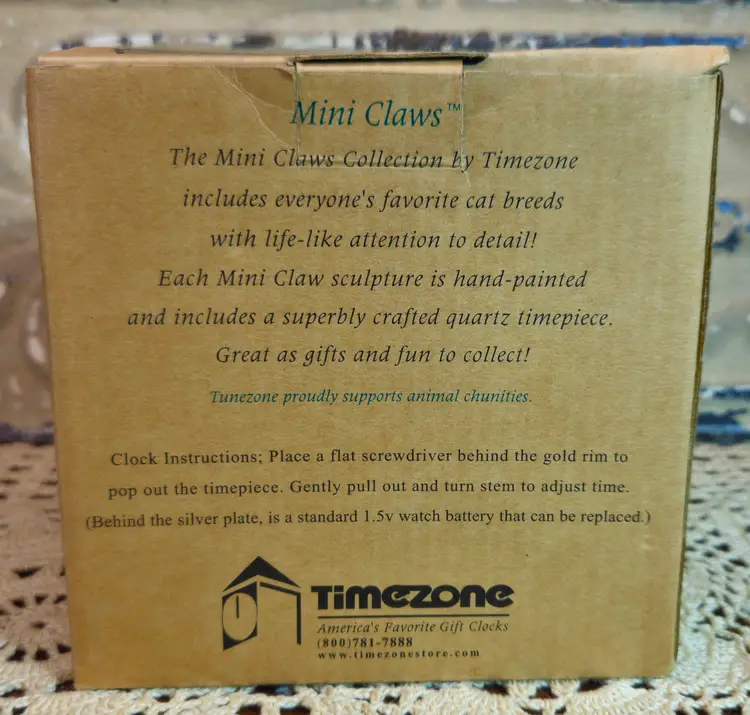 Mini Claws™
The Mini Claws Collection by Timezone
includes everyone's favorite cat breeds
with life-like attention to detail!
Each Mini Claw sculpture is hand-painted
and includes a superbly crafted quartz timepiece.
Great as gifts and fun to collect!
Tunezone proudly supports animal chunities.
Clock Instructions; Place a flat screwdriver behind the gold rim to
pop out the timepiece. Gently pull out and turn stem to adjust time.
(Behind the silver plate, is a standard 1.5v watch battery that can be replaced.)
Timezone
America's Favorite Gift Clocks
(800)781-7888
www.timezonestore.com